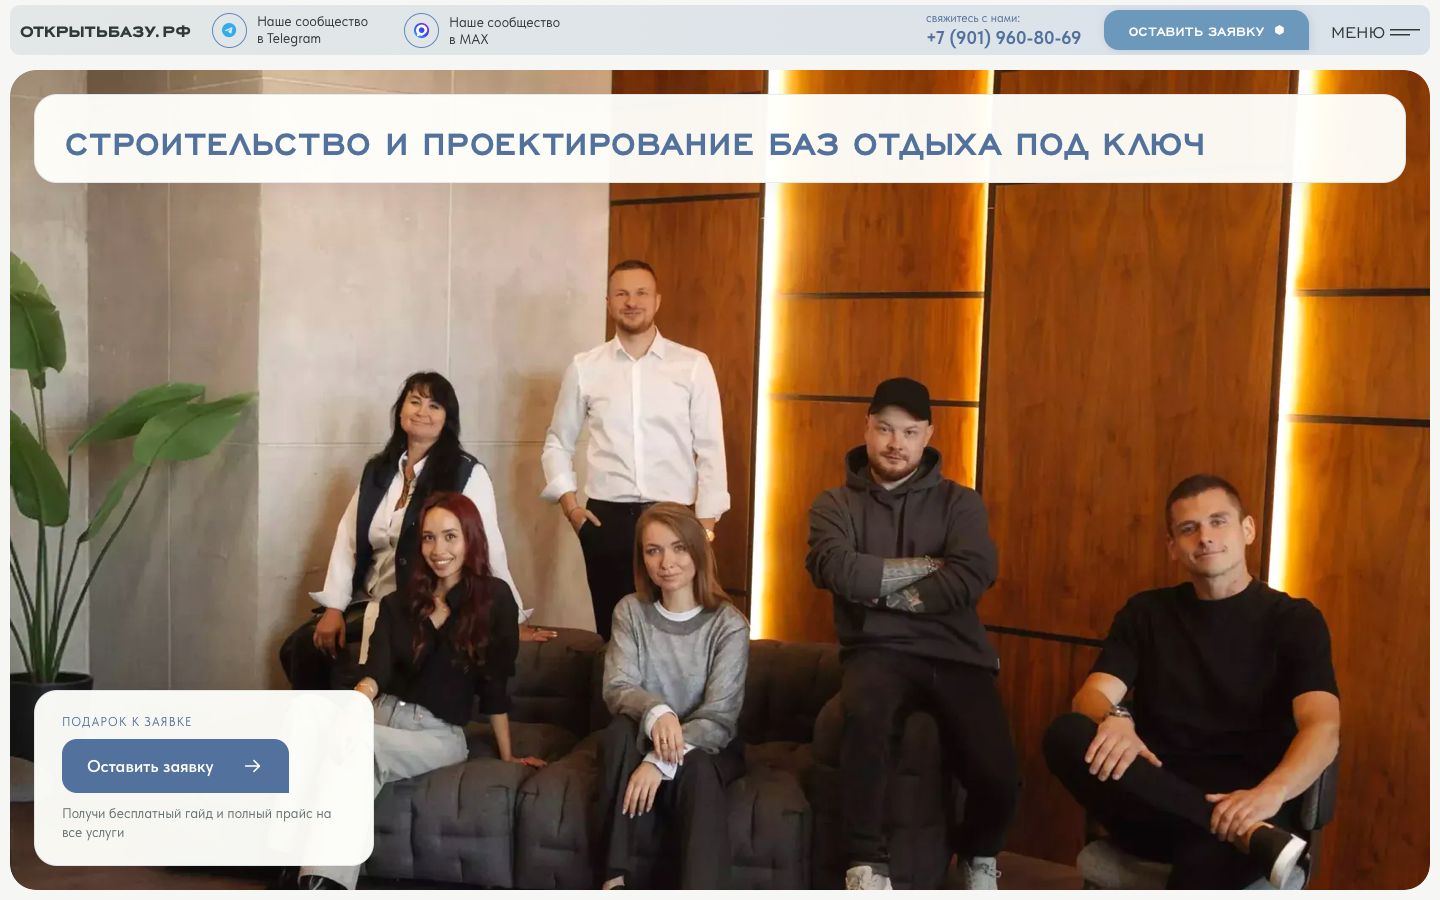 ОТКРЫТЬБАЗУ.РФ
Наше сообщество
в Telegram
Наше сообщество
в MAX
свяжитесь с нами:
+7 (901) 960-80-69
ОСТАВИТЬ ЗАЯВКУ
МЕНЮ
СТРОИТЕЛЬСТВО И ПРОЕКТИРОВАНИЕ БАЗ ОТДЫХА ПОД КЛЮЧ
ПОДАРОК К ЗАЯВКЕ
Оставить заявку
Получи бесплатный гайд и полный прайс на
все услуги